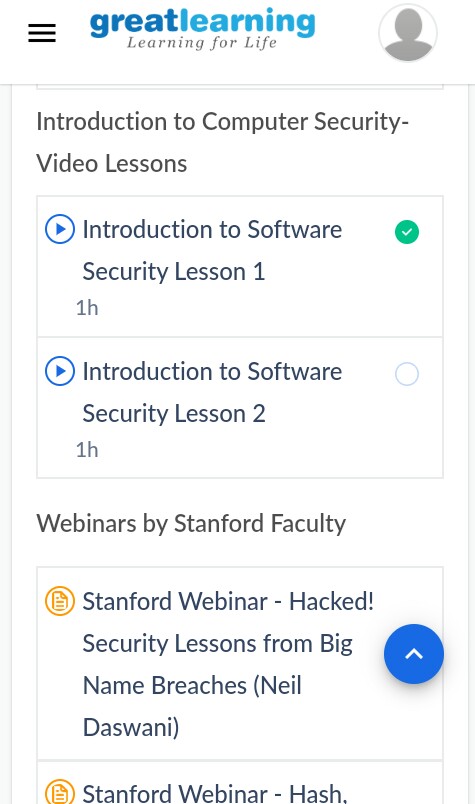 greatlearning
Learning for Life
Introduction to Computer Security-
Video Lessons
Introduction to Software
Security Lesson 1
1h
Introduction to Software
Security Lesson 2
1h
Webinars by Stanford Faculty
Stanford Webinar - Hacked!
Security Lessons from Big
Name Breaches (Neil
Daswani)
Stanford Webinar - Hash,